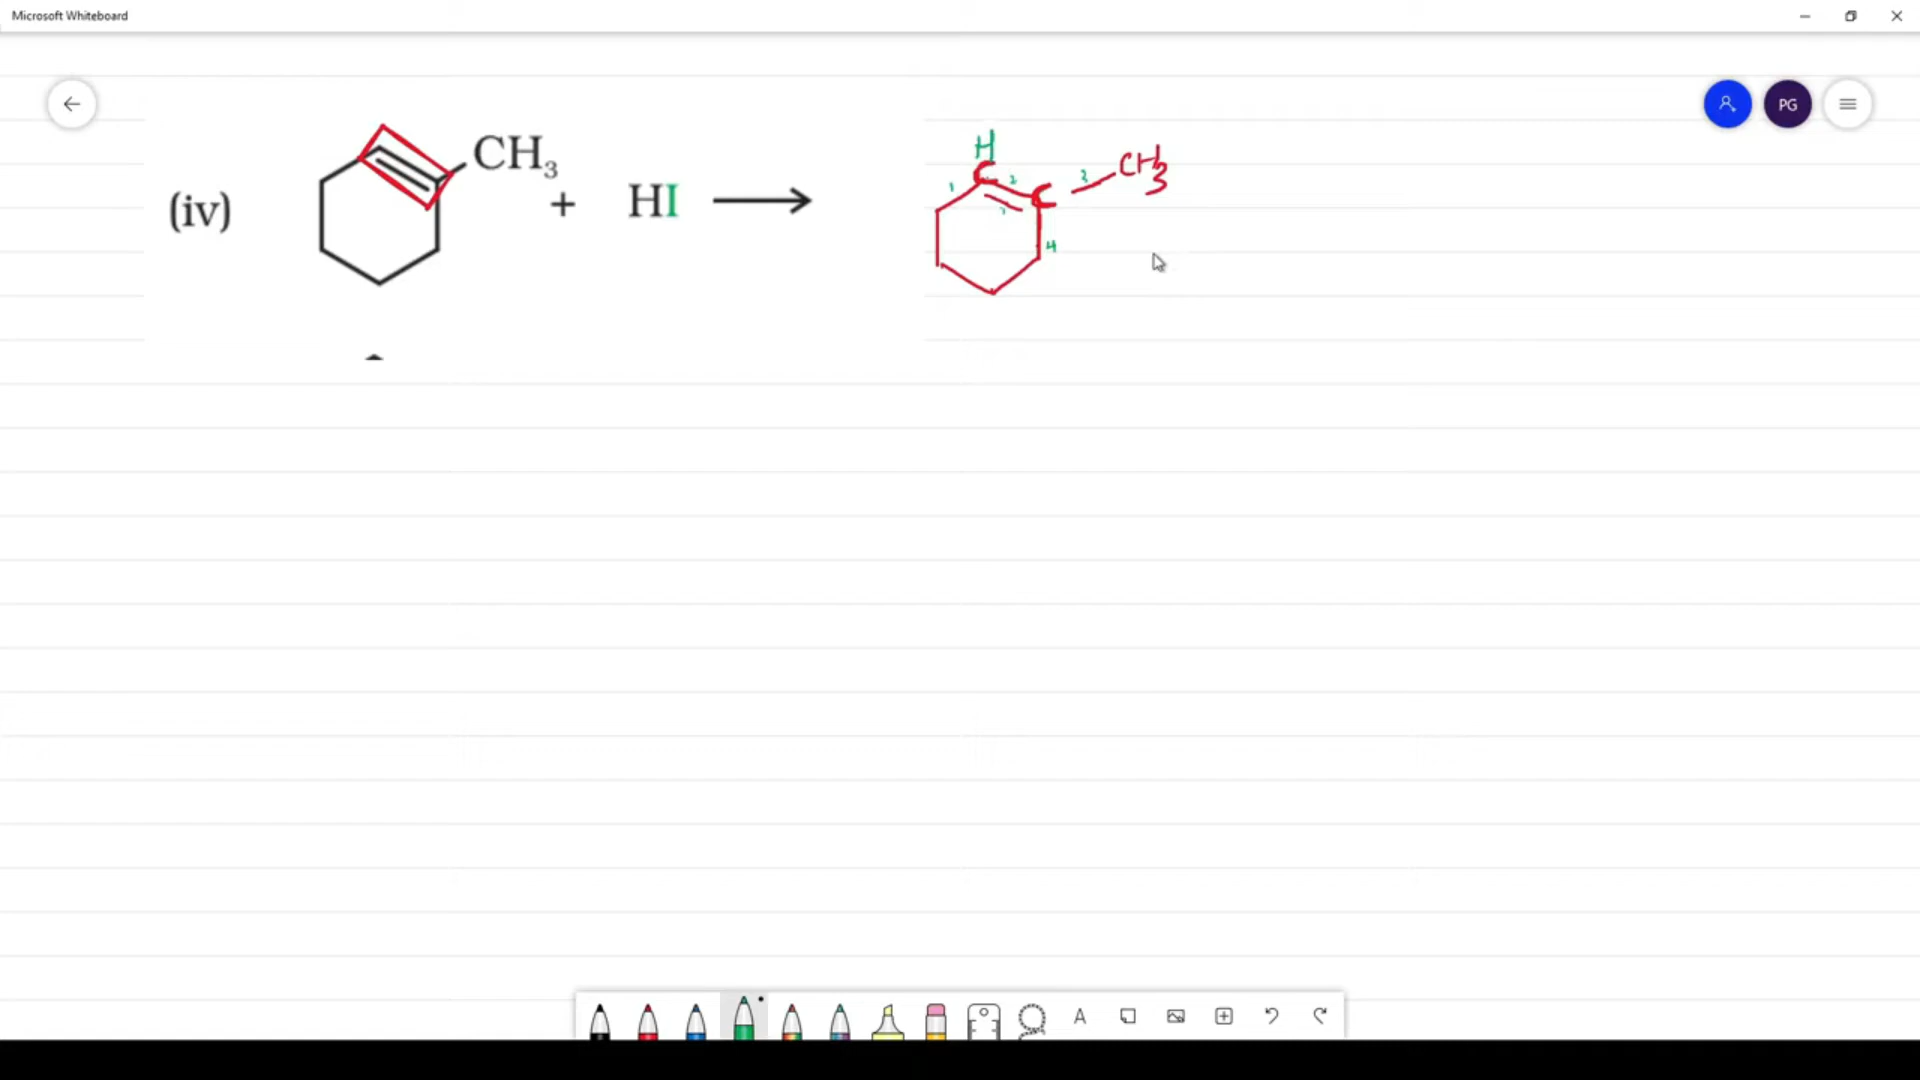 Microsoft Whiteboard
PG
(iv) CH₃ + HI ⟶
H
C
C
CH3
1
2
3
4
A